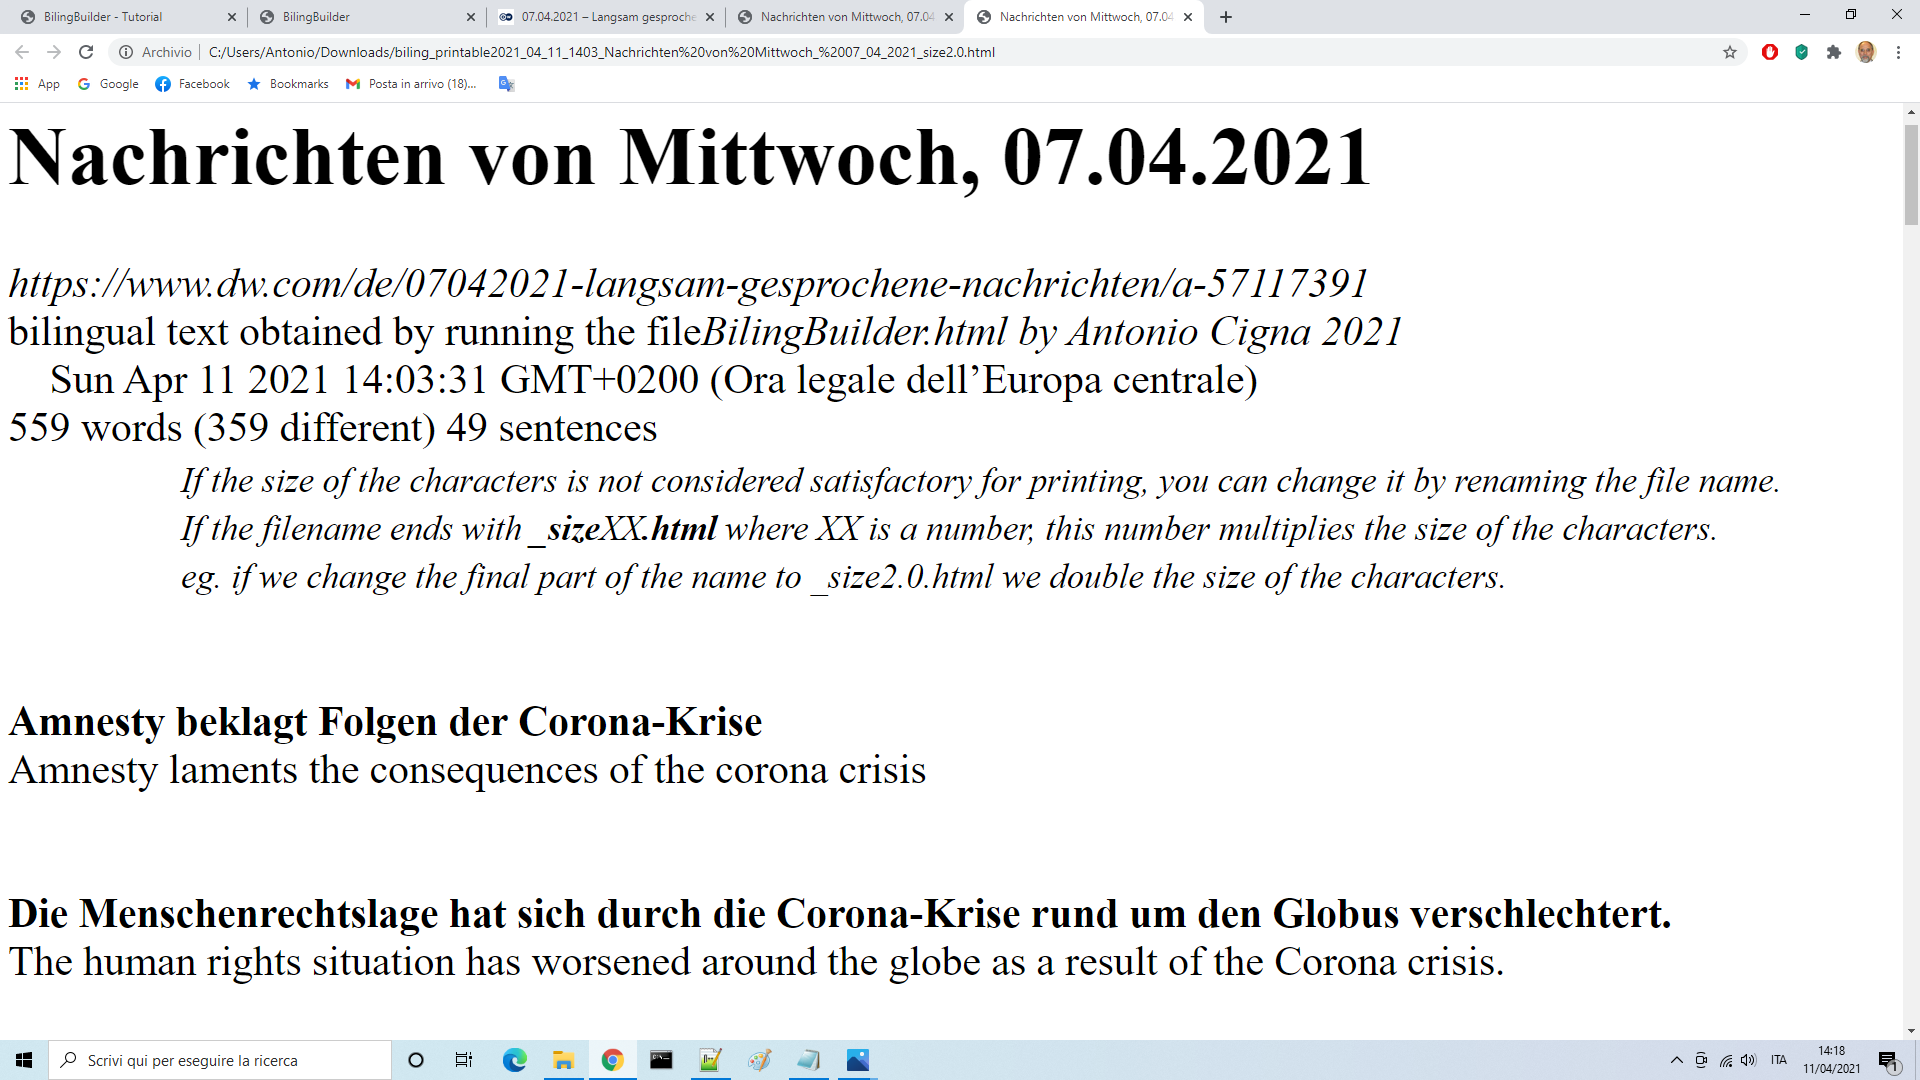 BilingBuilder - Tutorial
BilingBuilder
07.04.2021 – Langsam gesproche
Nachrichten von Mittwoch, 07.04
Nachrichten von Mittwoch, 07.04
Archivio | C:/Users/Antonio/Downloads/biling_printable2021_04_11_1403_Nachrichten%20von%20Mittwoch_%2007_04_2021_size2.0.html
App Google Facebook Bookmarks Posta in arrivo (18)...
Nachrichten von Mittwoch, 07.04.2021
https://www.dw.com/de/07042021-langsam-gesprochene-nachrichten/a-57117391
bilingual text obtained by running the fileBilingBuilder.html by Antonio Cigna 2021
Sun Apr 11 2021 14:03:31 GMT+0200 (Ora legale dell’Europa centrale)
559 words (359 different) 49 sentences
If the size of the characters is not considered satisfactory for printing, you can change it by renaming the file name.
If the filename ends with _sizeXX.html where XX is a number, this number multiplies the size of the characters.
eg. if we change the final part of the name to _size2.0.html we double the size of the characters.
Amnesty beklagt Folgen der Corona-Krise
Amnesty laments the consequences of the corona crisis
Die Menschenrechtslage hat sich durch die Corona-Krise rund um den Globus verschlechtert.
The human rights situation has worsened around the globe as a result of the Corona crisis.
Scrivi qui per eseguire la ricerca
ITA
14:18
11/04/2021
1